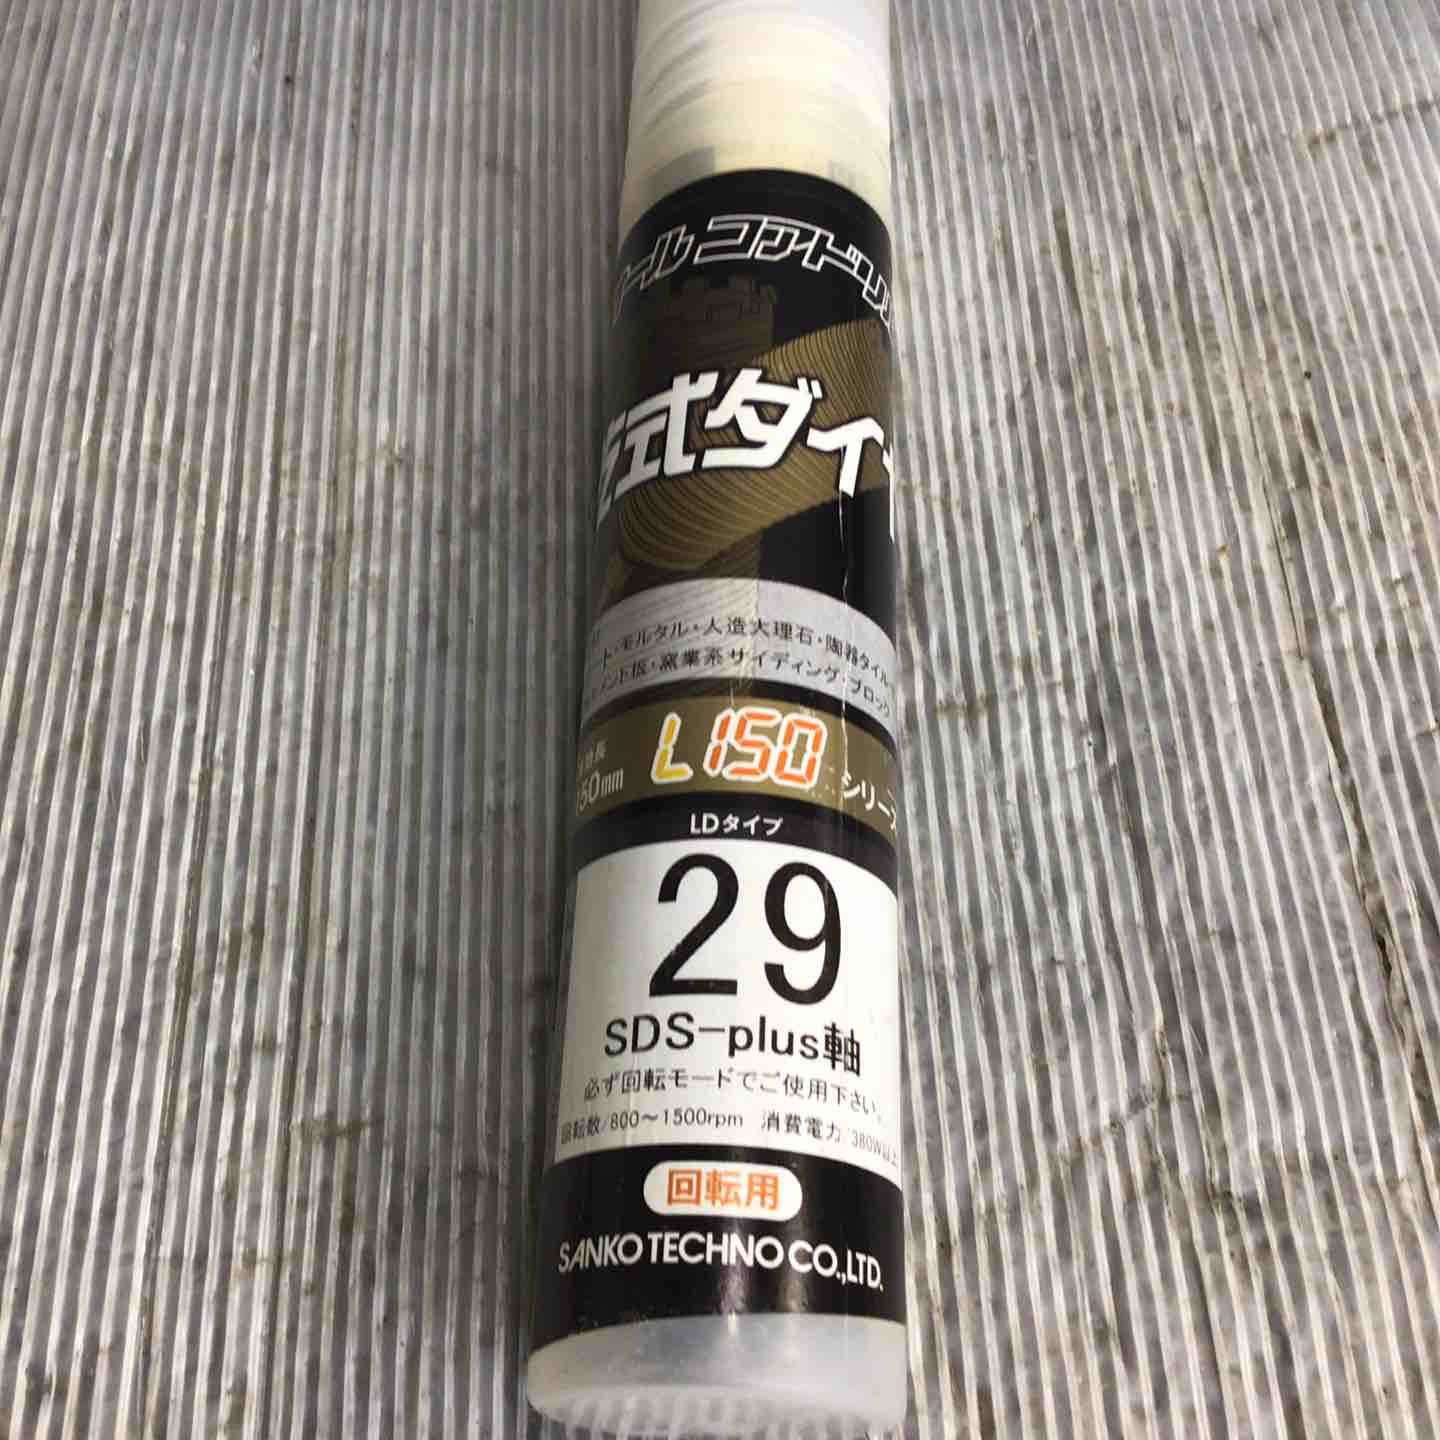 ール コアドリ
式ダイ
ト・モルタル・人造大理石・陶器タイル
メント板・窯業系サイディング・ブロック
50mm L150 シリーズ
LDタイプ
29
SDS-plus軸
必ず回転モードでご使用下さい。
回転数/800～1500rpm 消費電力/380W以上
回転用
SANKO TECHNO CO.,LTD.